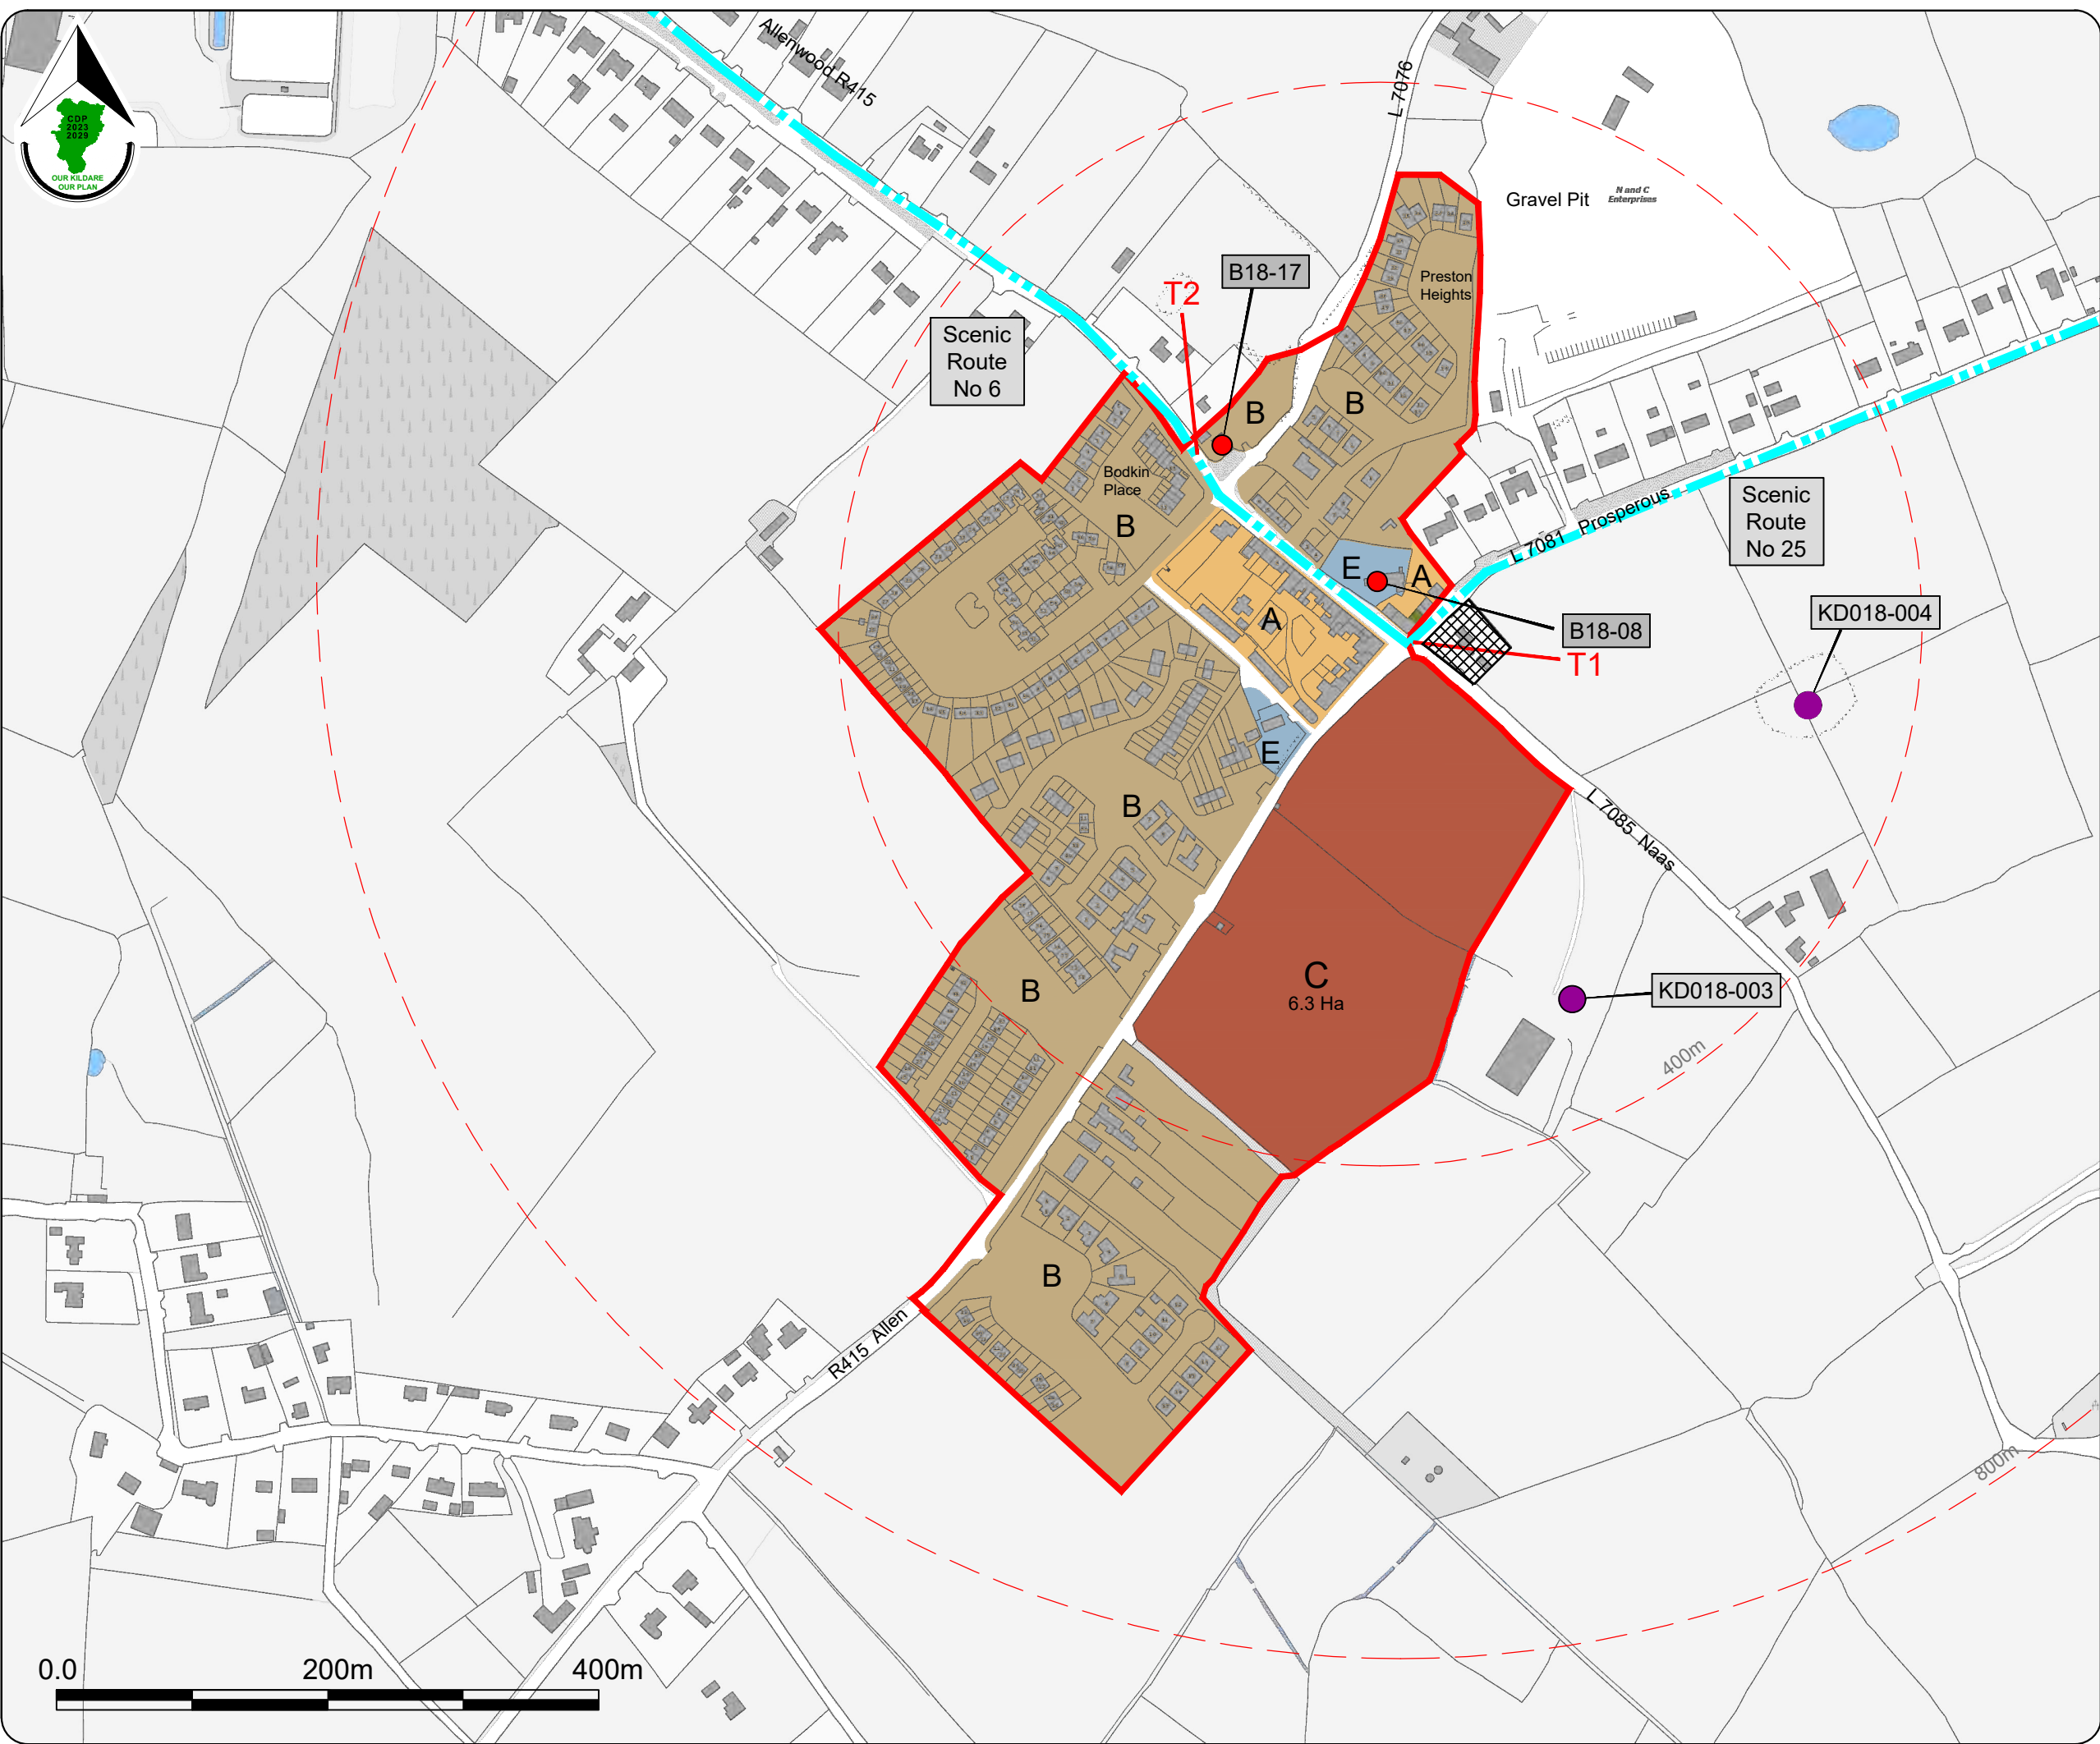 CDP
2023
2029
OUR KILDARE
OUR PLAN
Allenwood R415
L 7076
Gravel Pit
N and C
Enterprises
B18-17
T2
Preston
Heights
Scenic
Route
No 6
B
B
Bodkin
Place
B
Scenic
Route
No 25
L 7081 Prosperous
E
A
A
B18-08
T1
KD018-004
E
B
L 7085 Naas
C
6.3 Ha
B
KD018-003
400m
B
R415 Allen
800m
0.0
200m
400m